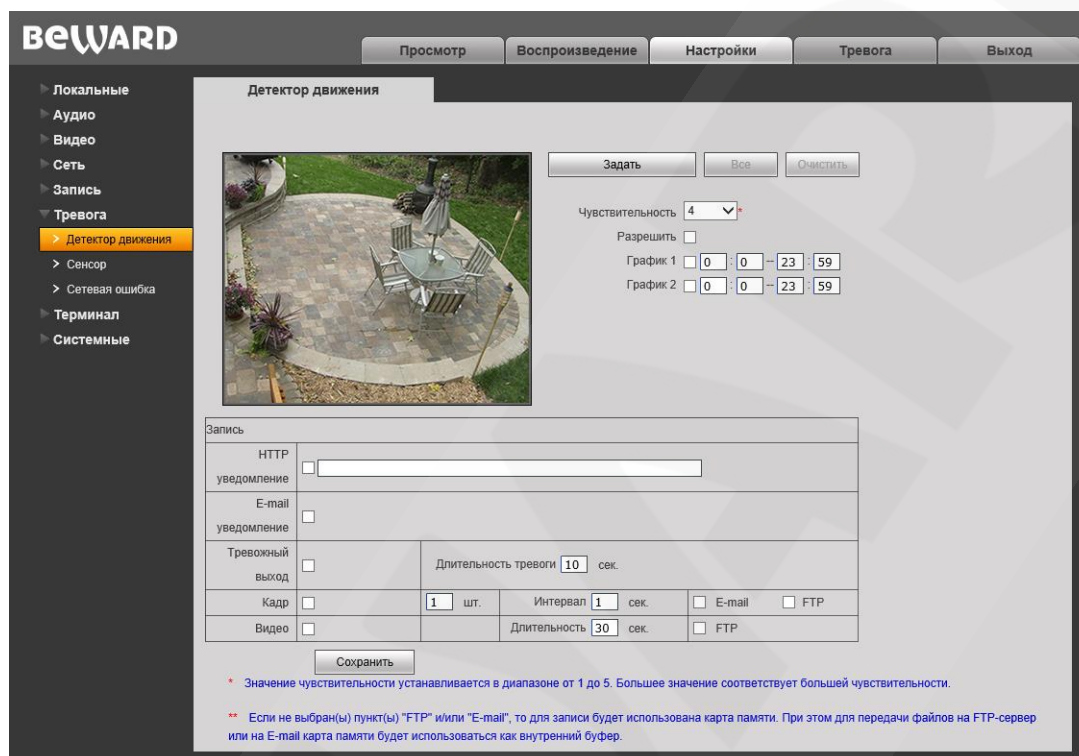 BEWARD
Просмотр Воспроизведение Настройки Тревога Выход
Локальные
Аудио
Видео
Сеть
Запись
Тревога
> Детектор движения
> Сенсор
> Сетевая ошибка
Терминал
Системные
Детектор движения
Задать Все Очистить
Чувствительность 4 *
Разрешить
График 1 0 : 0 -- 23 : 59
График 2 0 : 0 -- 23 : 59
Запись
HTTP
уведомление
E-mail
уведомление
Тревожный
выход
Длительность тревоги 10 сек.
Кадр 1 шт. Интервал 1 сек. E-mail FTP
Видео Длительность 30 сек. FTP
Сохранить
* Значение чувствительности устанавливается в диапазоне от 1 до 5. Большее значение соответствует большей чувствительности.
** Если не выбран(ы) пункт(ы) "FTP" и/или "E-mail", то для записи будет использована карта памяти. При этом для передачи файлов на FTP-сервер
или на E-mail карта памяти будет использоваться как внутренний буфер.